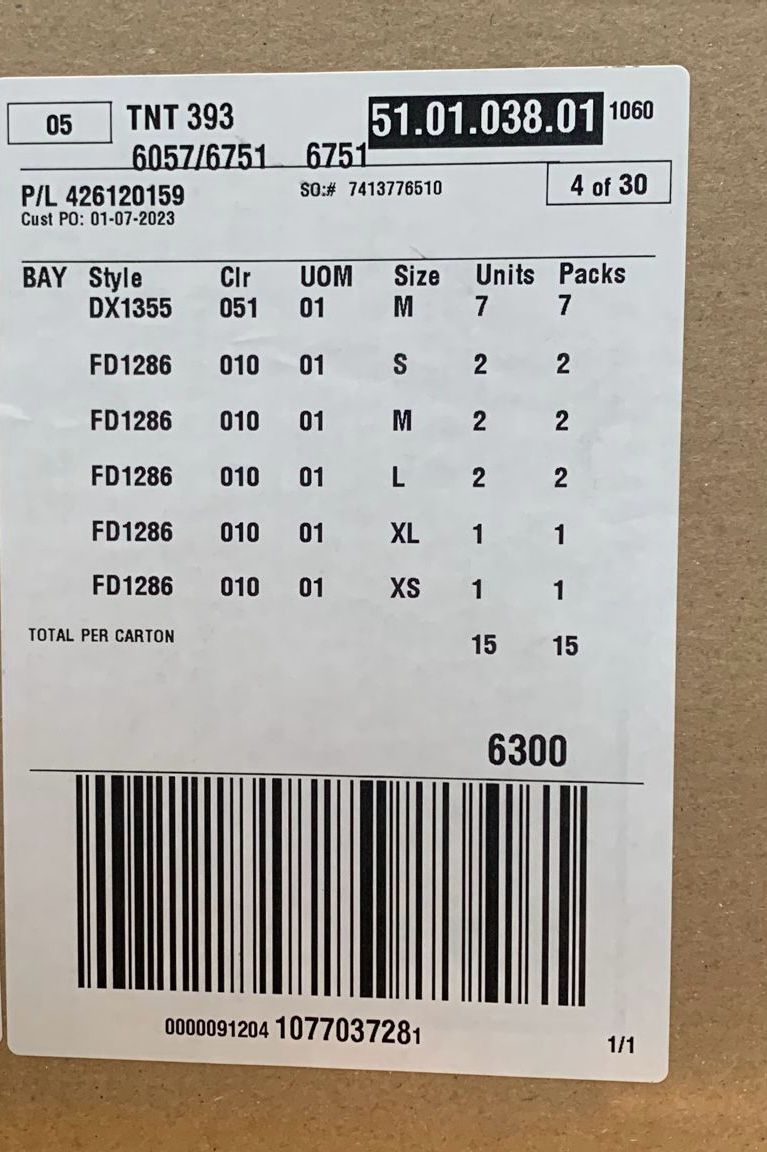 05 TNT 393 51.01.038.01 1060
6057/6751 6751
P/L 426120159 SO:# 7413776510 4 of 30
Cust PO: 01-07-2023
BAY Style Clr UOM Size Units Packs
DX1355 051 01 M 7 7
FD1286 010 01 S 2 2
FD1286 010 01 M 2 2
FD1286 010 01 L 2 2
FD1286 010 01 XL 1 1
FD1286 010 01 XS 1 1
TOTAL PER CARTON 15 15
6300
0000091204 1077037281
1/1